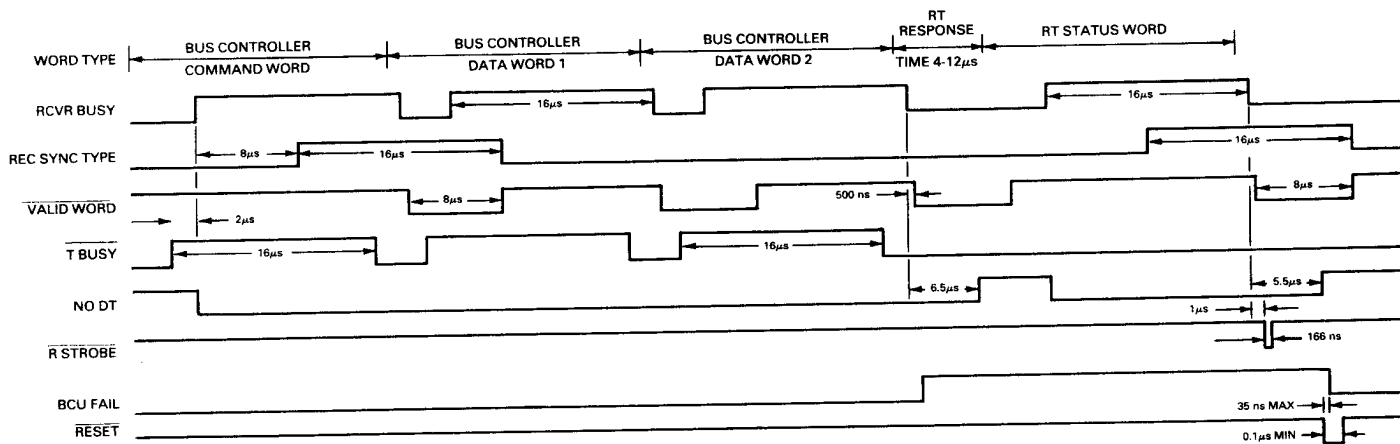 WORD TYPE
BUS CONTROLLER
COMMAND WORD
BUS CONTROLLER
DATA WORD 1
BUS CONTROLLER
DATA WORD 2
RT
RESPONSE
TIME 4-12μs
RT STATUS WORD
RCVR BUSY
16μs
16μs
REC SYNC TYPE
8μs
16μs
16μs
VALID WORD
2μs
8μs
500 ns
8μs
T BUSY
16μs
16μs
NO DT
6.5μs
5.5μs
1μs
R STROBE
166 ns
BCU FAIL
35 ns MAX
RESET
0.1μs MIN